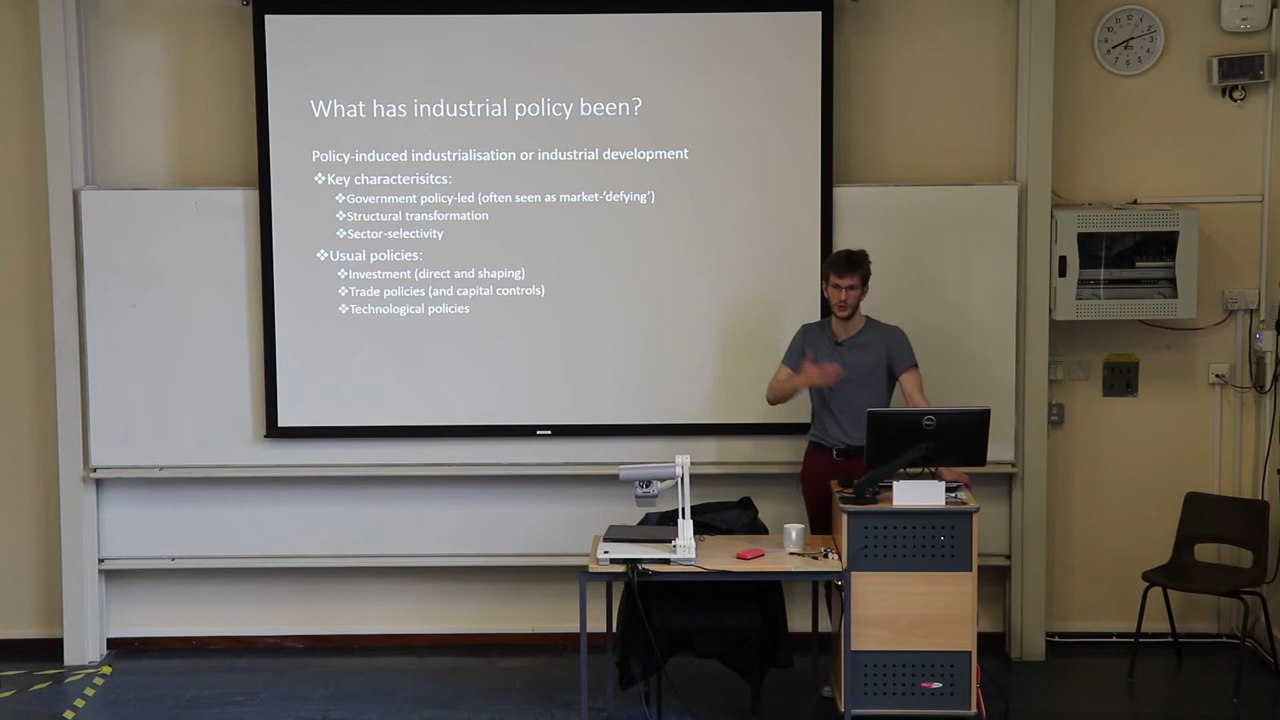 What has industrial policy been?
Policy-induced industrialisation or industrial development
❖Key characterisitcs:
❖Government policy-led (often seen as market-'defying')
❖Structural transformation
❖Sector-selectivity
❖Usual policies:
❖Investment (direct and shaping)
❖Trade policies (and capital controls)
❖Technological policies
DELL